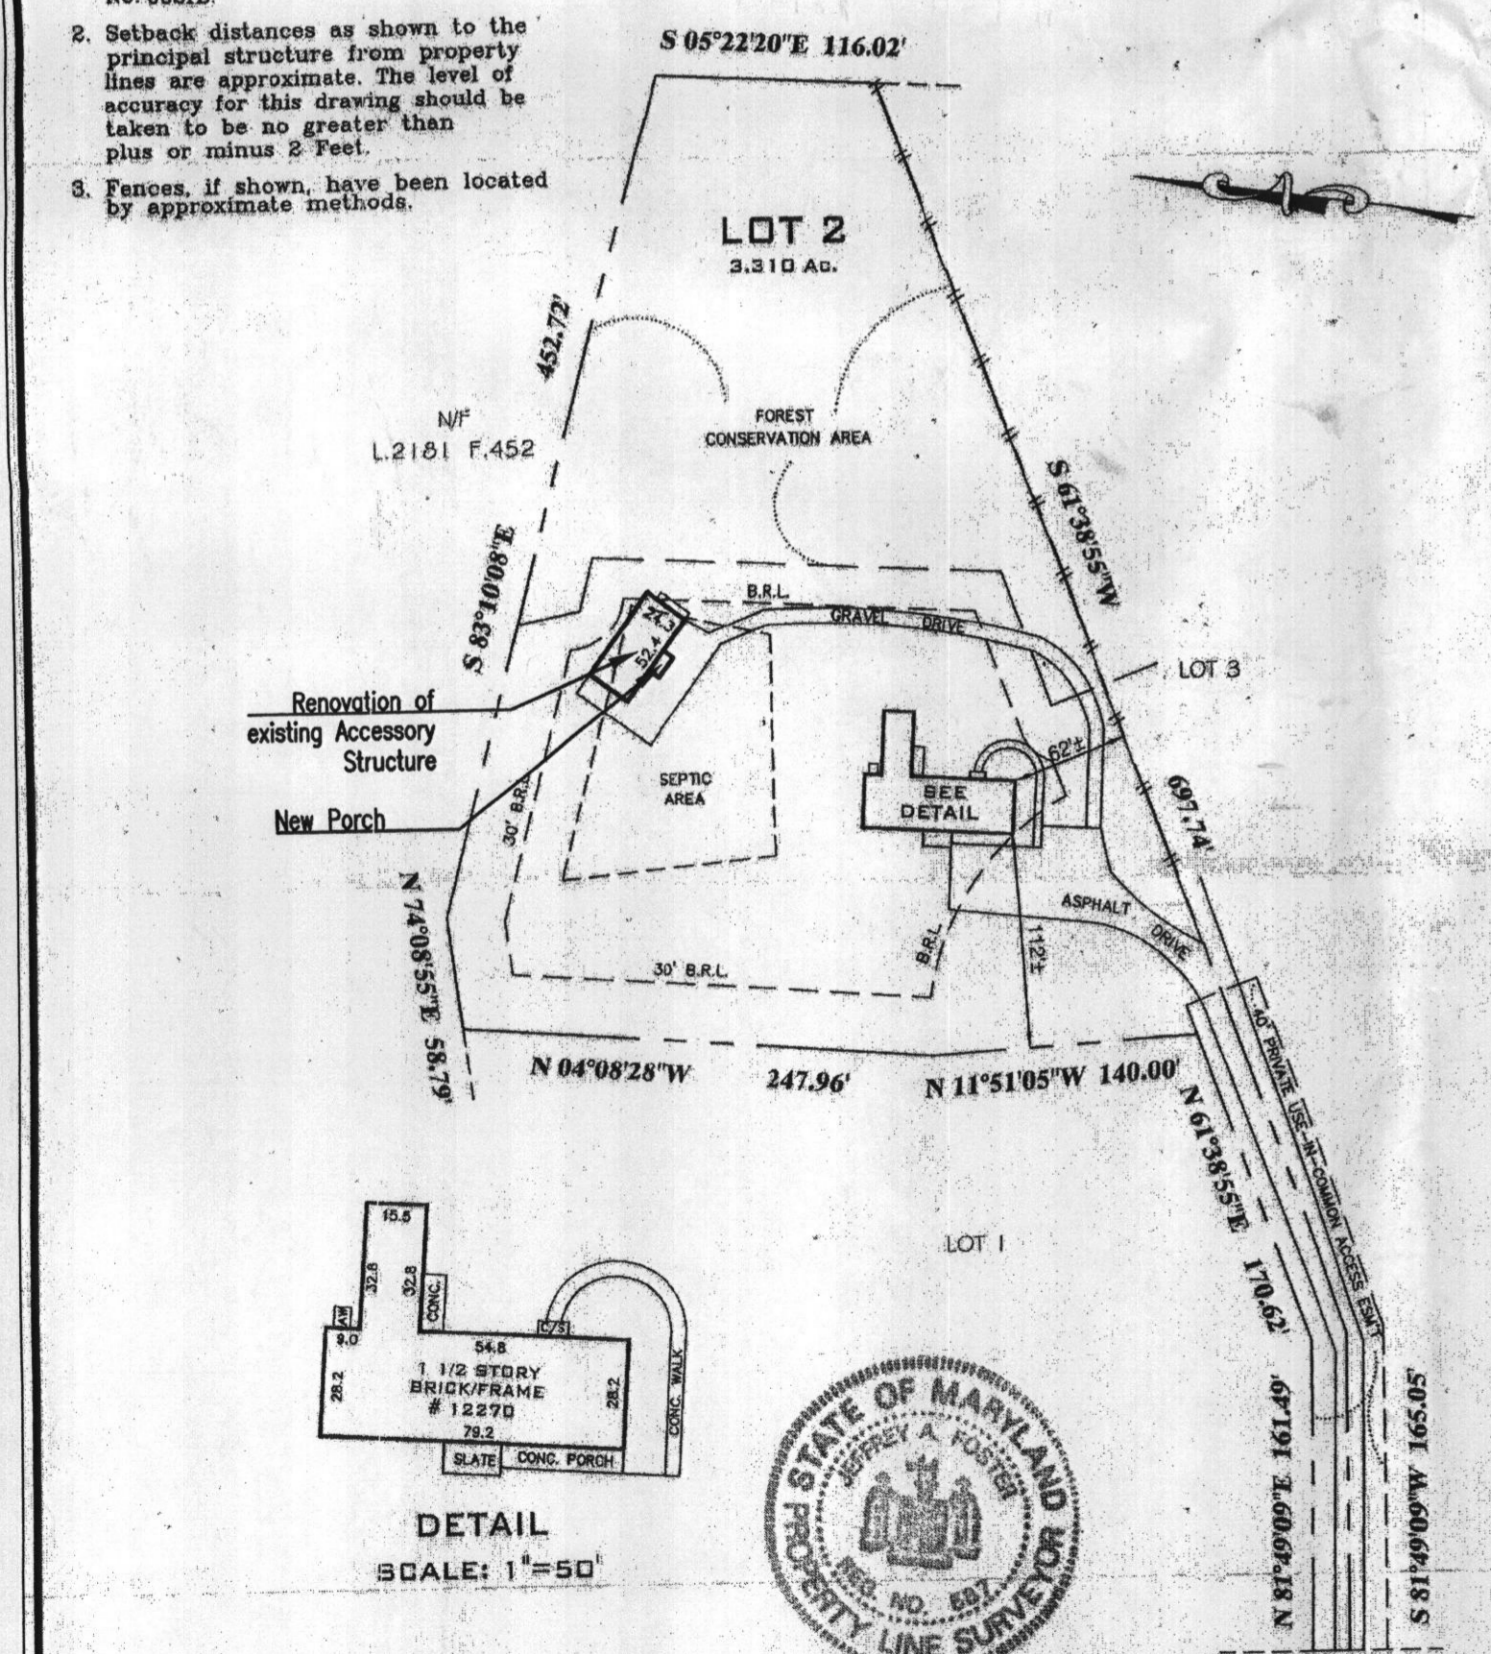 2. Setback distances as shown to the
principal structure from property
lines are approximate. The level of
accuracy for this drawing should be
taken to be no greater than
plus or minus 2 Feet.
3. Fences, if shown, have been located
by approximate methods.
S 05°22'20"E 116.02'
LOT 2
3.310 Ac.
452.72'
N/F
L.2181 F.452
FOREST
CONSERVATION AREA
S 61°38'55"W
S 83°10'08"E
B.R.L.
GRAVEL DRIVE
24.3
52.4
LOT 3
Renovation of
existing Accessory
Structure
62'±
SEPTIC
AREA
SEE
DETAIL
697.74'
New Porch
30' B.R.L.
N 74°08'55"E 58.79'
ASPHALT
DRIVE
B.R.L.
112'±
30' B.R.L.
40' PRIVATE USE-IN-COMMON ACCESS ESM'T
N 04°08'28"W 247.96'
N 11°51'05"W 140.00'
N 61°38'55"E 170.62'
LOT 1
15.5
32.8
32.8
CONC.
AW
9.0
C/S
54.8
1 1/2 STORY
BRICK/FRAME
# 12270
28.2
28.2
79.2
CONC. WALK
SLATE
CONC. PORCH
DETAIL
SCALE: 1"=50'
STATE OF MARYLAND
JEFFREY A. FOSTER
REG. NO. 587
PROPERTY LINE SURVEYOR
N 81°49'09"E 161.49'
S 81°49'09"W 165.05'